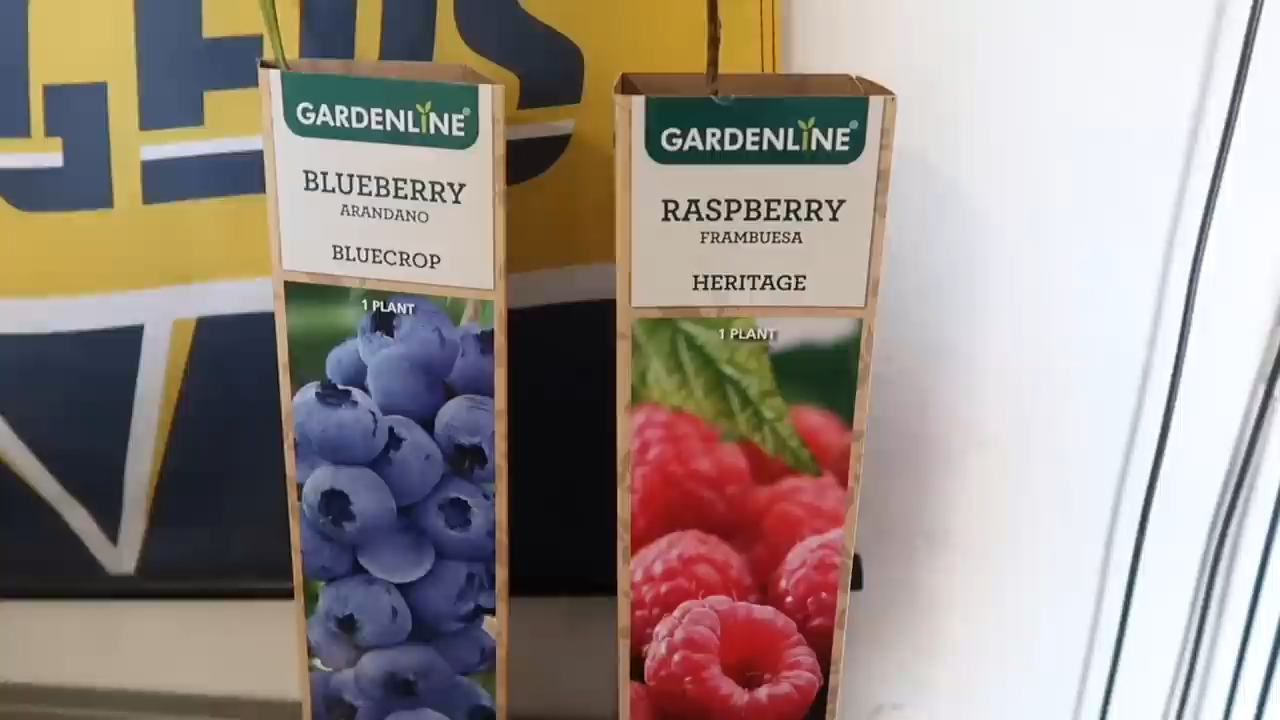 GARDENLINE®
BLUEBERRY
ARANDANO
BLUECROP
1 PLANT
GARDENLINE®
RASPBERRY
FRAMBUESA
HERITAGE
1 PLANT